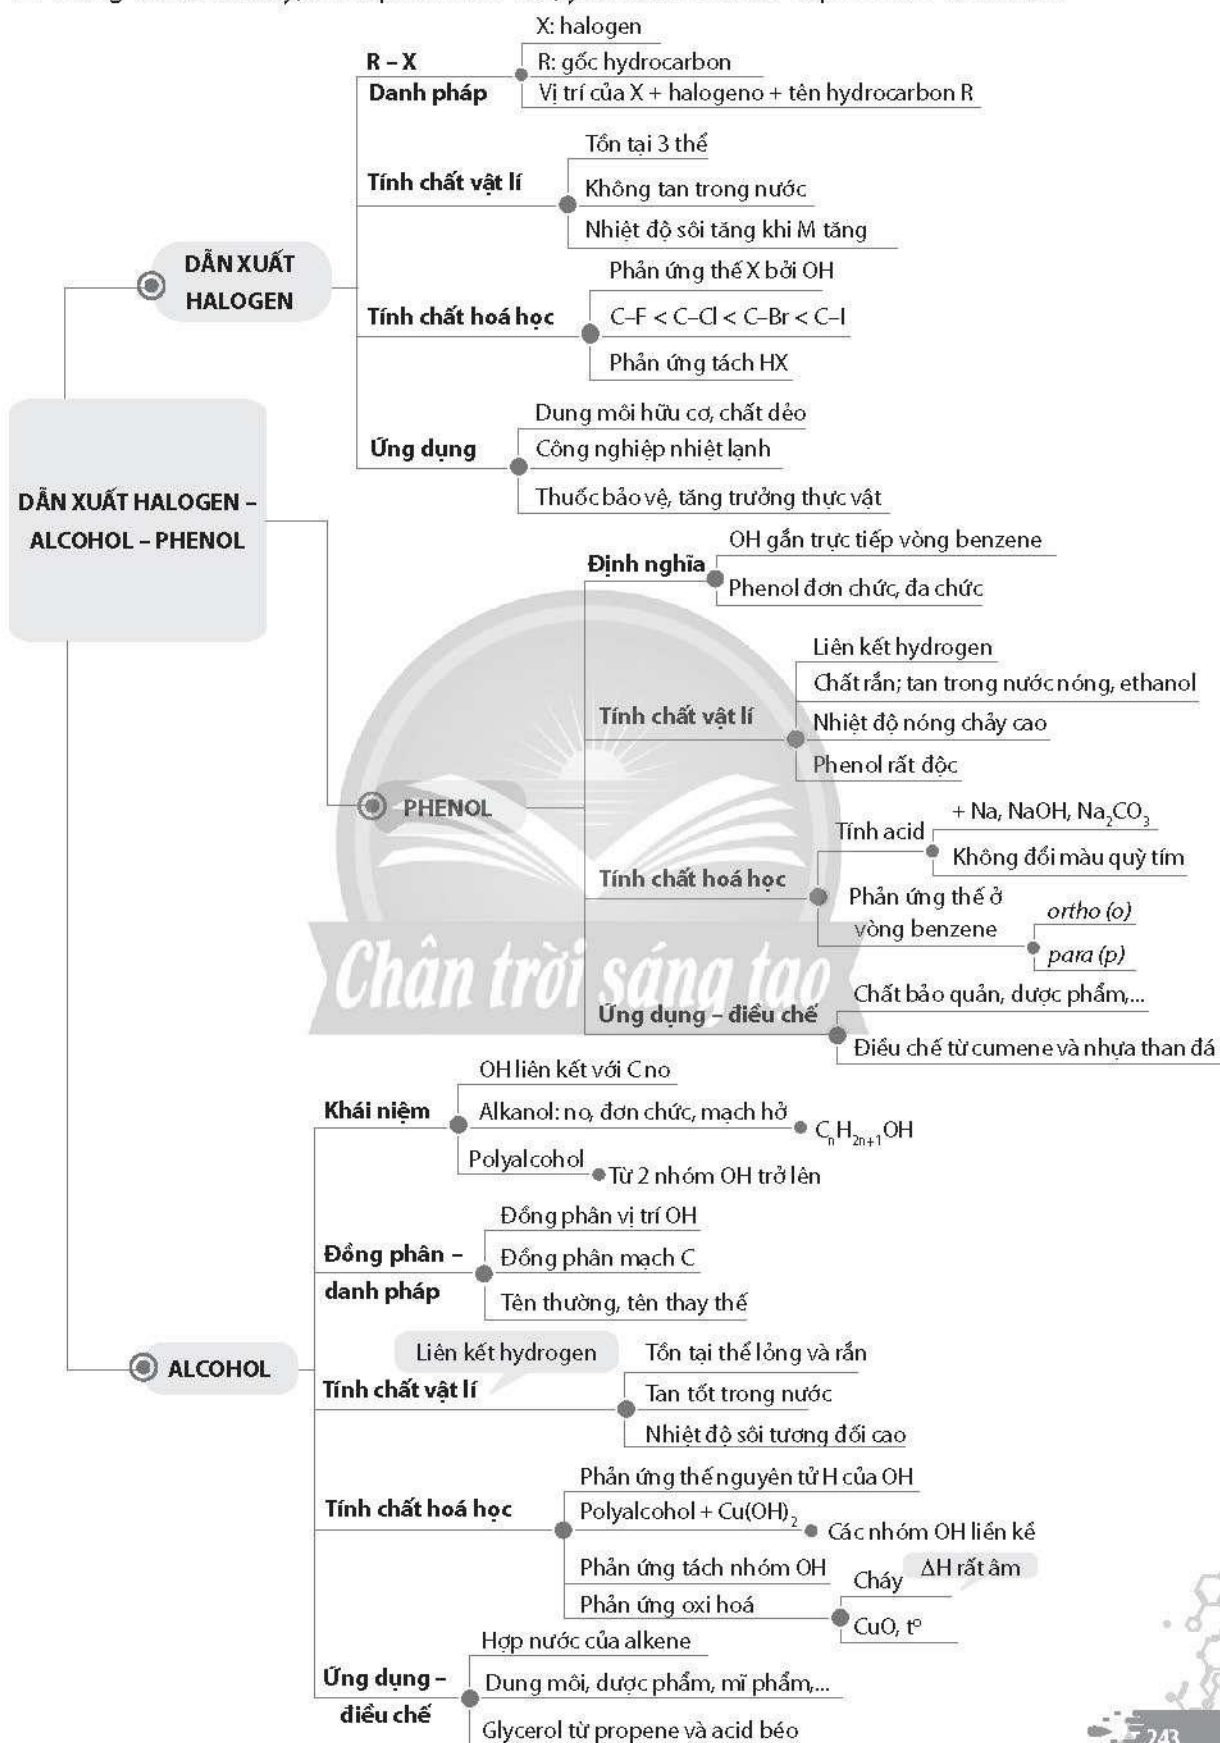 X: halogen
R – X
R: gốc hydrocarbon
Danh pháp
Vị trí của X + halogeno + tên hydrocarbon R
Tồn tại 3 thể
Tính chất vật lí
Không tan trong nước
Nhiệt độ sôi tăng khi M tăng
DẪN XUẤT
HALOGEN
Phản ứng thế X bởi OH
Tính chất hoá học
C–F < C–Cl < C–Br < C–I
Phản ứng tách HX
Dung môi hữu cơ, chất dẻo
Ứng dụng
Công nghiệp nhiệt lạnh
Thuốc bảo vệ, tăng trưởng thực vật
DẪN XUẤT HALOGEN –
ALCOHOL – PHENOL
OH gắn trực tiếp vòng benzene
Định nghĩa
Phenol đơn chức, đa chức
Liên kết hydrogen
Chất rắn; tan trong nước nóng, ethanol
Tính chất vật lí
Nhiệt độ nóng chảy cao
Phenol rất độc
PHENOL
+ Na, NaOH, Na₂CO₃
Tính acid
Không đổi màu quỳ tím
Tính chất hoá học
Phản ứng thế ở
vòng benzene
ortho (o)
para (p)
Chân trời sáng tạo
Chất bảo quản, dược phẩm,...
Ứng dụng – điều chế
Điều chế từ cumene và nhựa than đá
OH liên kết với C no
Khái niệm
Alkanol: no, đơn chức, mạch hở
CₙH₂ₙ₊₁OH
Polyalcohol
Từ 2 nhóm OH trở lên
Đồng phân vị trí OH
Đồng phân –
danh pháp
Đồng phân mạch C
Tên thường, tên thay thế
ALCOHOL
Liên kết hydrogen
Tồn tại thể lỏng và rắn
Tính chất vật lí
Tan tốt trong nước
Nhiệt độ sôi tương đối cao
Phản ứng thế nguyên tử H của OH
Tính chất hoá học
Polyalcohol + Cu(OH)₂
Các nhóm OH liền kề
Phản ứng tách nhóm OH
Phản ứng oxi hoá
Cháy
ΔH rất âm
CuO, tº
Hợp nước của alkene
Ứng dụng –
điều chế
Dung môi, dược phẩm, mĩ phẩm,...
Glycerol từ propene và acid béo
243